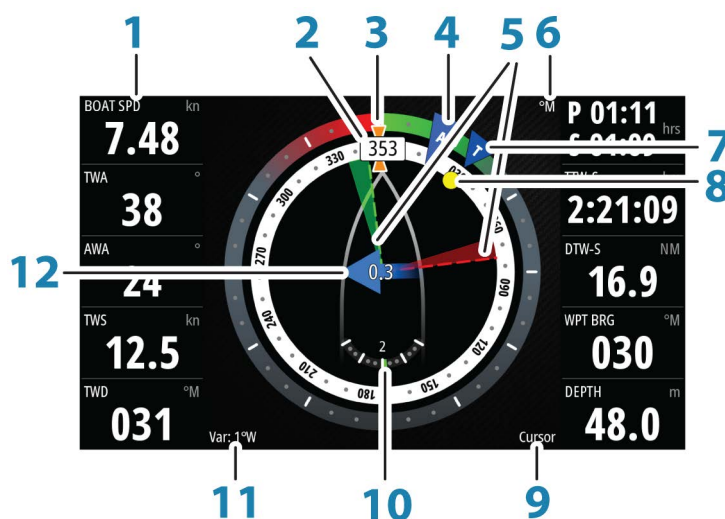 1 2 3 4 5 6
BOAT SPD kn
7.48
TWA °
38
AWA °
24
TWS kn
12.5
TWD °M
031
Var: 1°W
°M
353
330
300
270
240
210
180
150
120
060
A
T
0.3
2
P 01:11
S 01:09
hrs
2:21:09
DTW-S NM
16.9
WPT BRG °M
030
DEPTH m
48.0
Cursor
7
8
12
11 10 9